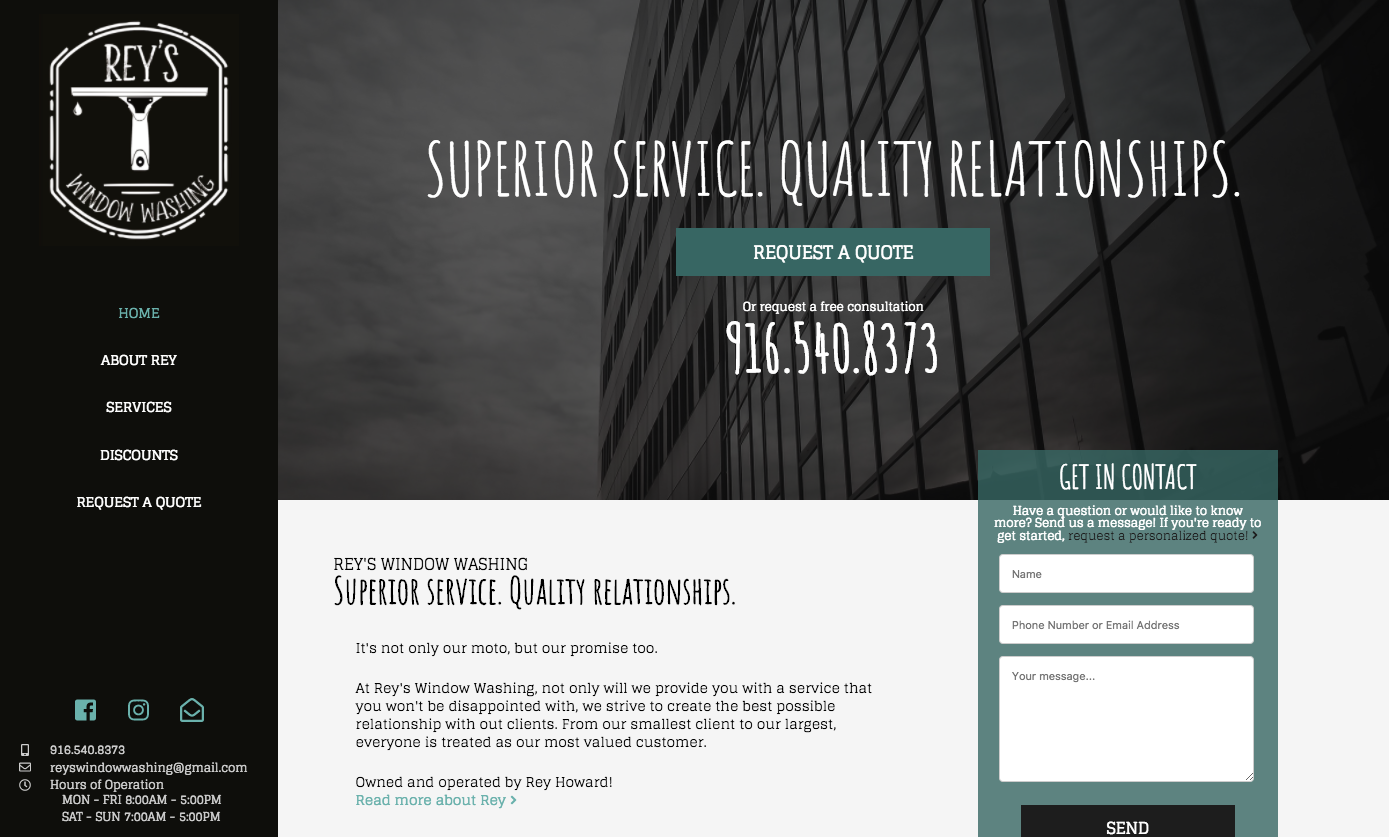 REY'S
WINDOW WASHING
HOME
ABOUT REY
SERVICES
DISCOUNTS
REQUEST A QUOTE
916.540.8373
reyswindowwashing@gmail.com
Hours of Operation
MON - FRI 8:00AM - 5:00PM
SAT - SUN 7:00AM - 5:00PM
SUPERIOR SERVICE. QUALITY RELATIONSHIPS.
REQUEST A QUOTE
Or request a free consultation
916.540.8373
REY'S WINDOW WASHING
Superior service. Quality relationships.
It's not only our moto, but our promise too.
At Rey's Window Washing, not only will we provide you with a service that
you won't be disappointed with, we strive to create the best possible
relationship with out clients. From our smallest client to our largest,
everyone is treated as our most valued customer.
Owned and operated by Rey Howard!
Read more about Rey >
GET IN CONTACT
Have a question or would like to know
more? Send us a message! If you're ready to
get started, request a personalized quote! >
Name
Phone Number or Email Address
Your message...
SEND